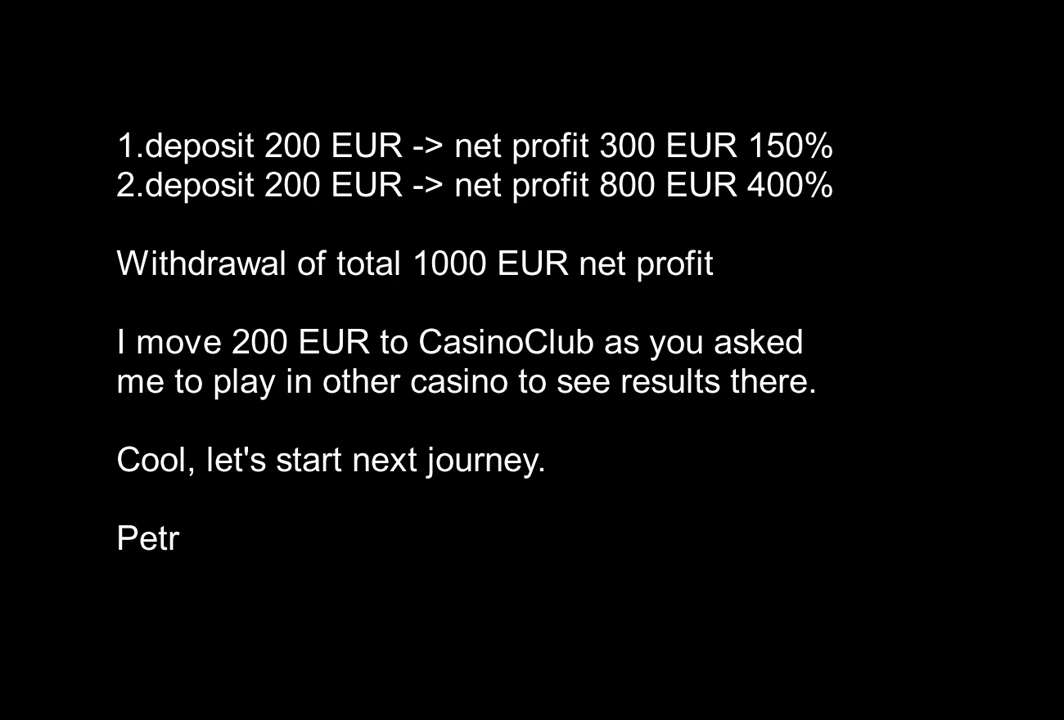 1.deposit 200 EUR -> net profit 300 EUR 150%
2.deposit 200 EUR -> net profit 800 EUR 400%
Withdrawal of total 1000 EUR net profit
I move 200 EUR to CasinoClub as you asked
me to play in other casino to see results there.
Cool, let's start next journey.
Petr